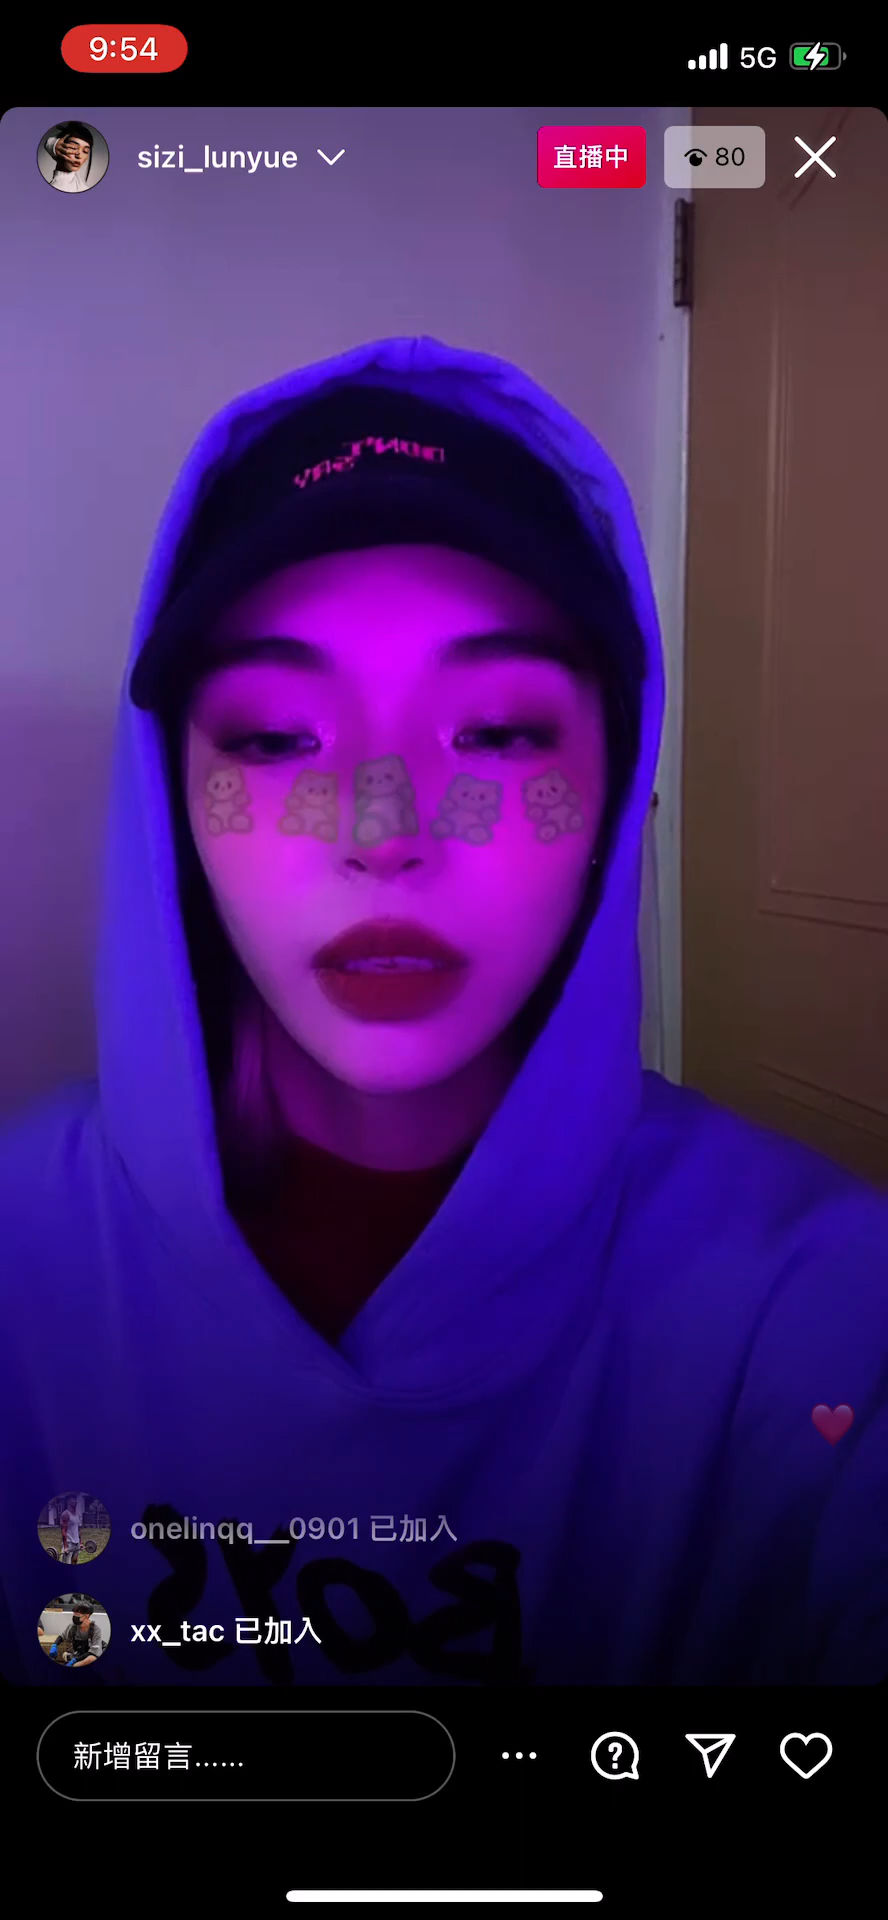 9:54
5G
sizi_lunyue
直播中
80
onelinqq__0901 已加入
BOYS
xx_tac 已加入
新增留言......